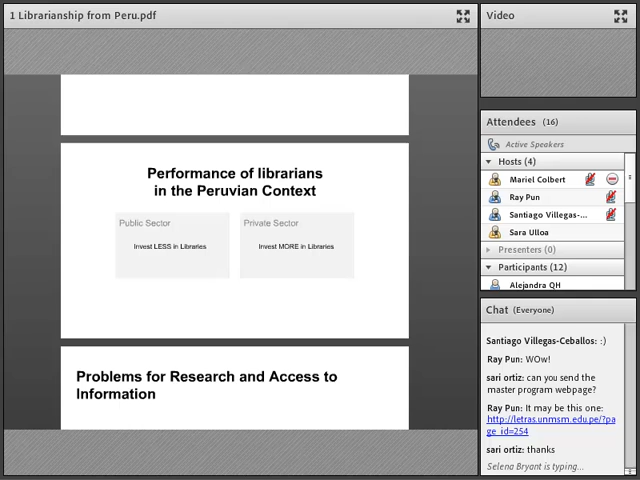 1 Librarianship from Peru.pdf
Performance of librarians
in the Peruvian Context
Public Sector
Invest LESS in Libraries
Private Sector
Invest MORE in Libraries
Problems for Research and Access to
Information
Video
Attendees (16)
Active Speakers
Hosts (4)
Mariel Colbert
Ray Pun
Santiago Villegas-...
Sara Ulloa
Presenters (0)
Participants (12)
Alejandra QH
Chat (Everyone)
Santiago Villegas-Ceballos: :)
Ray Pun: WOw!
sari ortiz: can you send the
master program webpage?
Ray Pun: It may be this one:
http://letras.unmsm.edu.pe/?pa
ge_id=254
sari ortiz: thanks
Selena Bryant is typing...